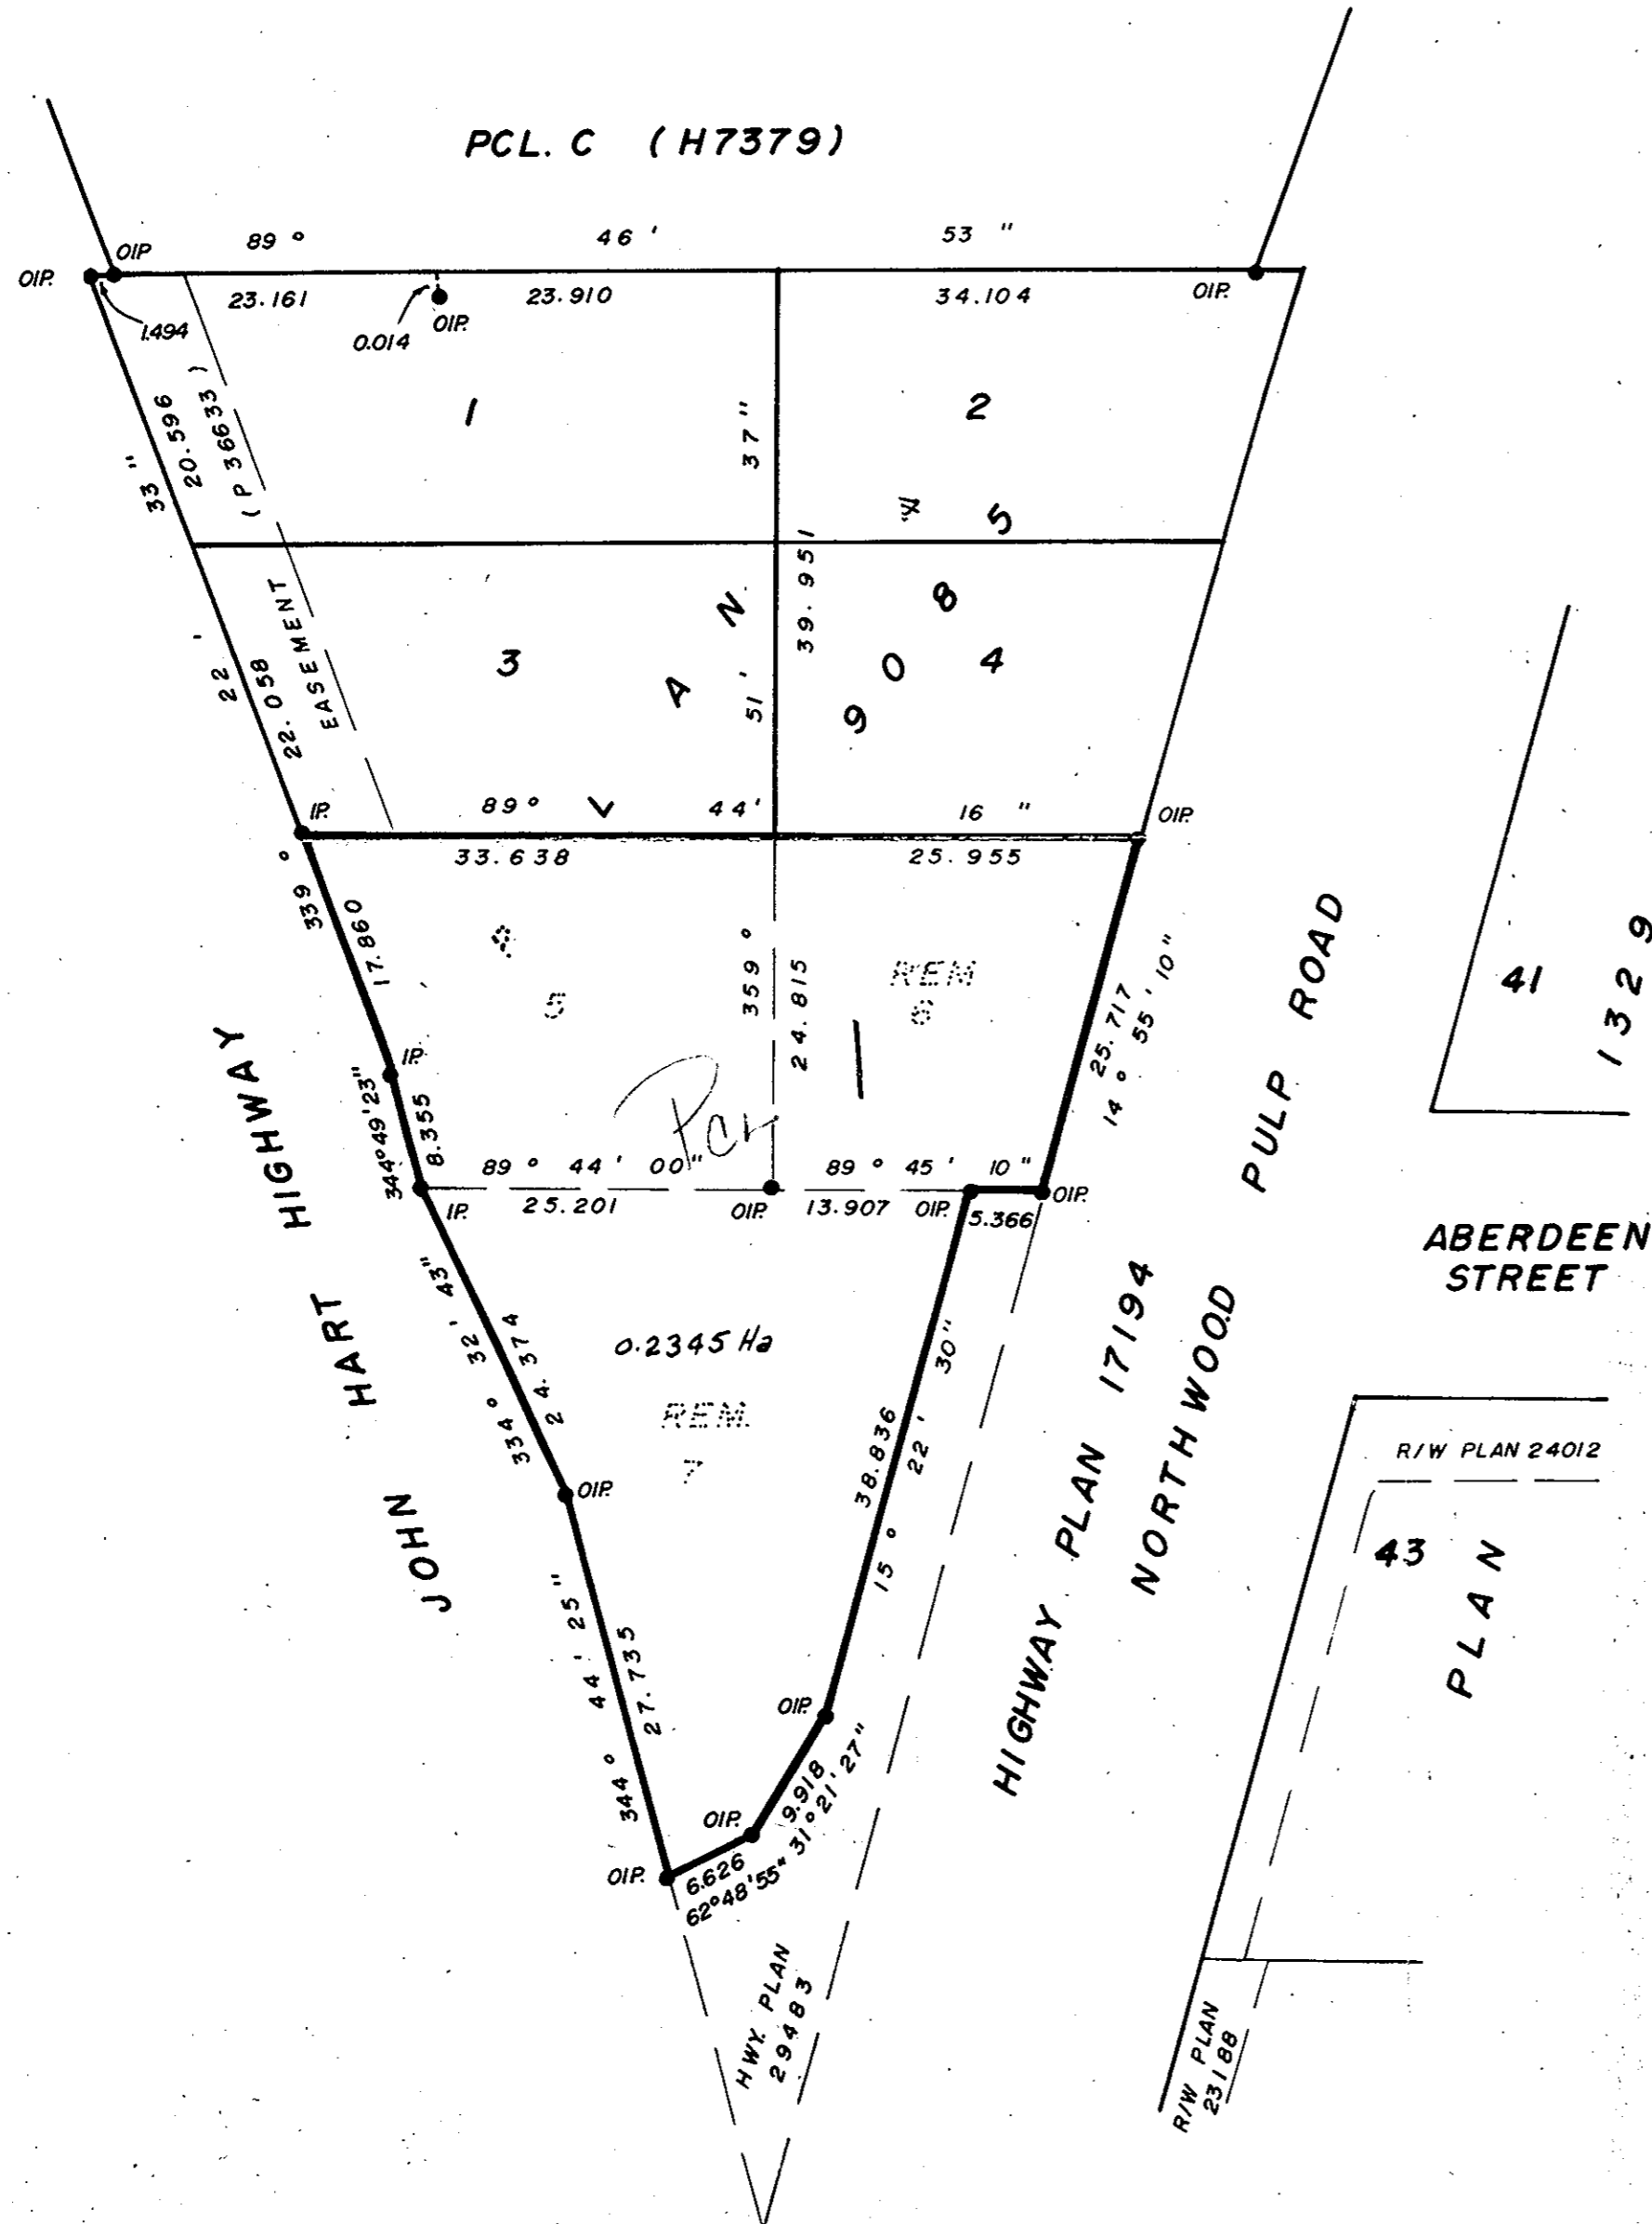 PCL. C (H7379)
89° 46' 53"
OIP.
OIP
23.161
23.910
34.104
OIP.
1.494
0.014
OIP.
1
2
33"
20.596
(P 36633)
37"
5
39.951
22'
22.058
EASEMENT
3
4
PLAN
9085
51'
IP.
89° 44' 16"
OIP.
33.638
25.955
339°
17.860
359°
24.815
5
REM
6
25.717
14° 55' 10"
1
Pcl
IP.
344°49'23"
8.355
89° 44' 00"
89° 45' 10"
IP.
25.201
OIP.
13.907
OIP.
5.366
OIP.
JOHN HART HIGHWAY
334° 32' 43"
24.374
0.2345 Ha
REM.
7
OIP.
38.836
15° 22' 30"
344° 44' 25"
27.735
OIP.
9.918
31°21'27"
OIP.
OIP.
6.626
62°48'55"
HWY. PLAN
29483
HIGHWAY PLAN 17194
NORTHWOOD PULP ROAD
41
1329
ABERDEEN
STREET
R/W PLAN 24012
43
PLAN
R/W PLAN
23188